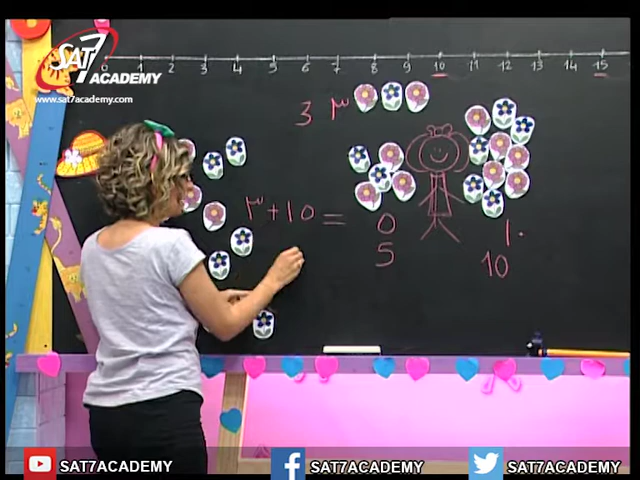 SAT7
ACADEMY
www.sat7academy.com
0 1 2 3 4 5 6 7 8 9 10 11 12 13 14 15
3 ٣
٣+10=
٥ ١٠
5 10
SAT7ACADEMY SAT7ACADEMY SAT7ACADEMY